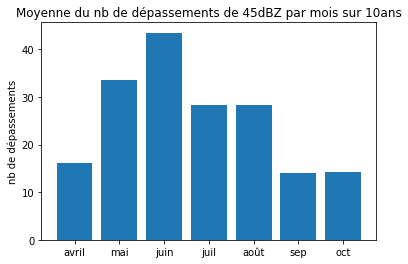 Moyenne du nb de dépassements de 45dBZ par mois sur 10ans
nb de dépassements
40
30
20
10
0
avril mai juin juil août sep oct